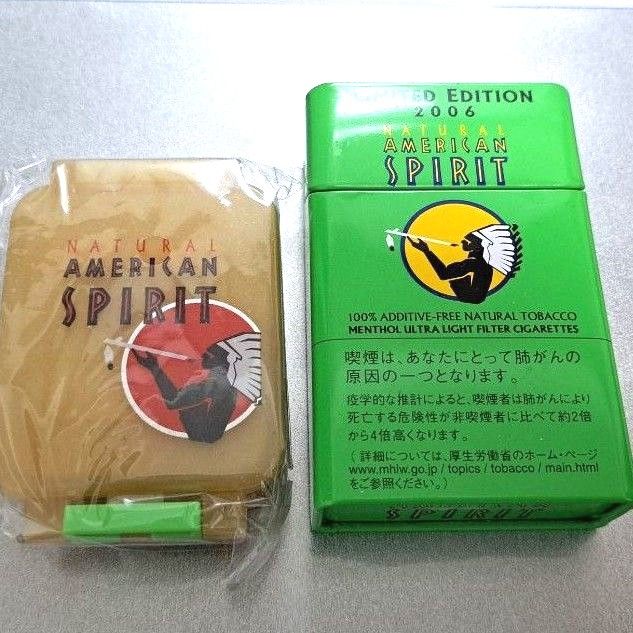 NATURAL
AMERICAN
SPIRIT
LIMITED EDITION
2006
NATURAL
AMERICAN
SPIRIT
100% ADDITIVE-FREE NATURAL TOBACCO
MENTHOL ULTRA LIGHT FILTER CIGARETTES
喫煙は、あなたにとって肺がんの
原因の一つとなります。
疫学的な推計によると、喫煙者は肺がんにより
死亡する危険性が非喫煙者に比べて約2倍
から4倍高くなります。
(詳細については、厚生労働省のホーム・ページ
www.mhlw.go.jp / topics / tobacco / main.html
をご参照ください。)
SPIRIT